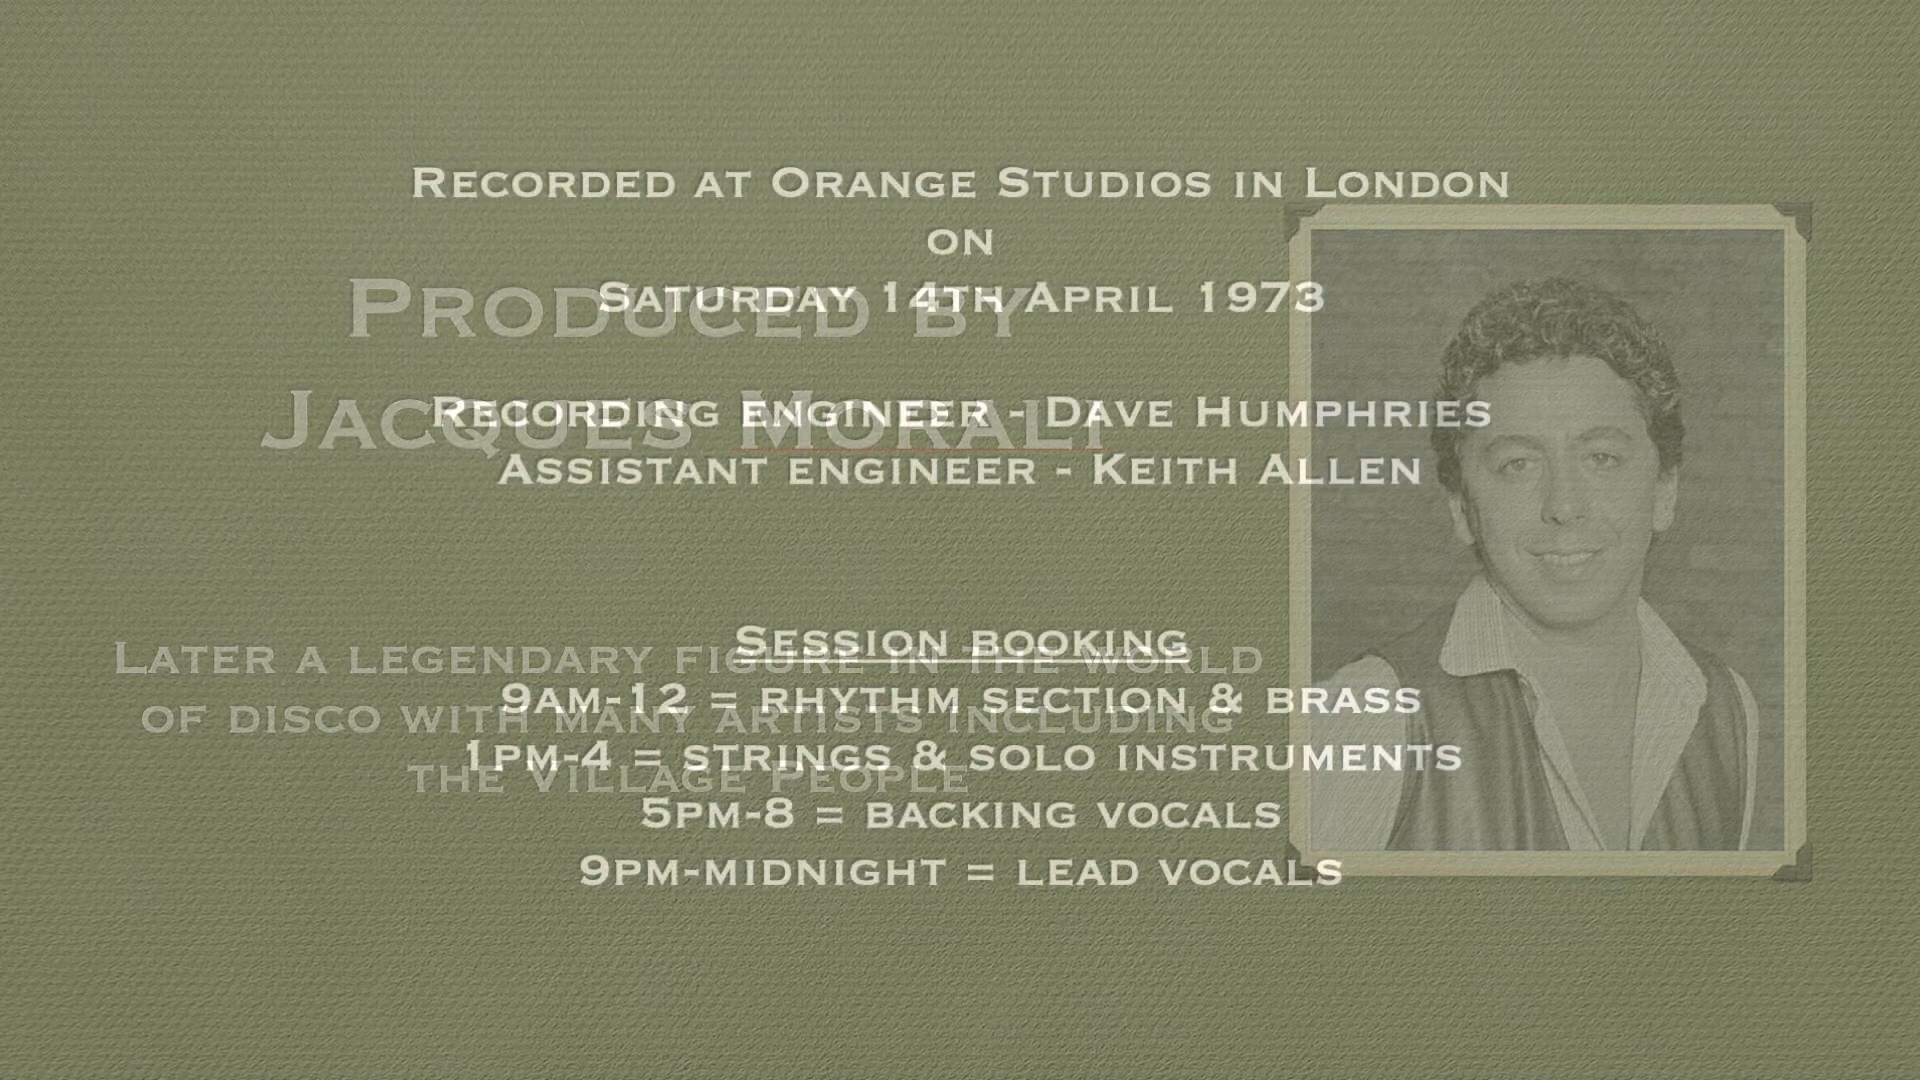 Recorded at Orange Studios in London
on
Saturday 14th April 1973
Recording engineer - Dave Humphries
Assistant engineer - Keith Allen
Session booking
9am-12 = rhythm section & brass
1pm-4 = strings & solo instruments
5pm-8 = backing vocals
9pm-midnight = lead vocals
Produced by
Jacques Morali
Later a legendary figure in the world
of disco with many artists including
the Village People